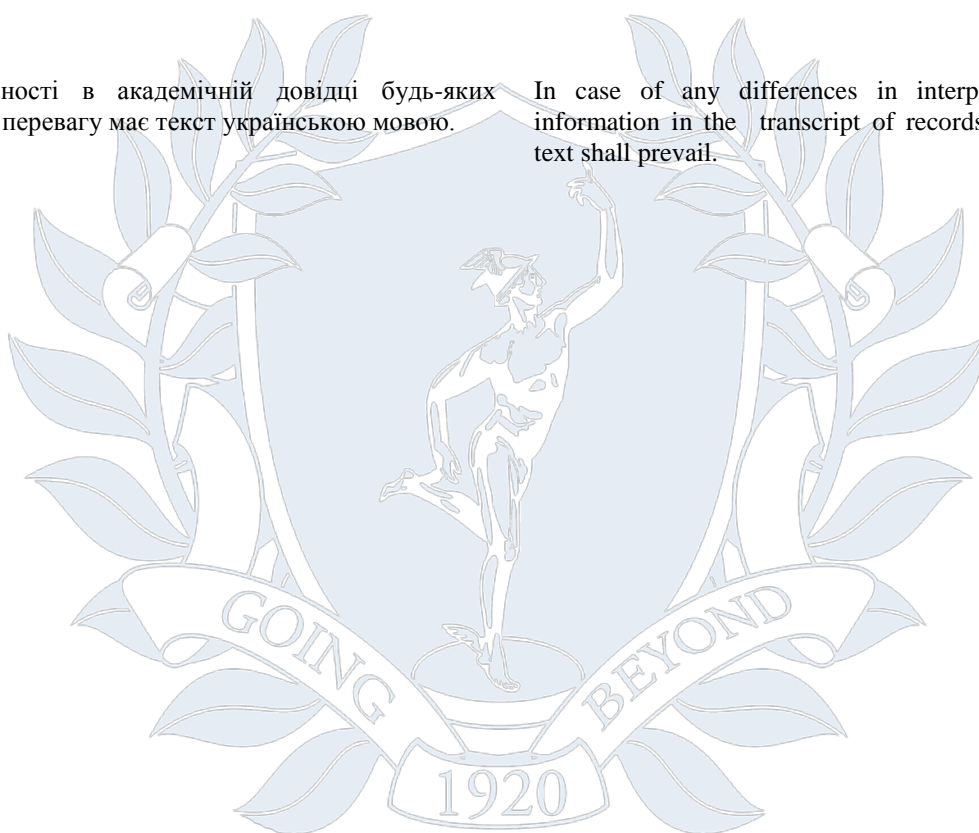 ності в академічній довідці будь-яких
перевагу має текст українською мовою.
In case of any differences in interp
information in the transcript of records
text shall prevail.
GOING BEYOND
1920